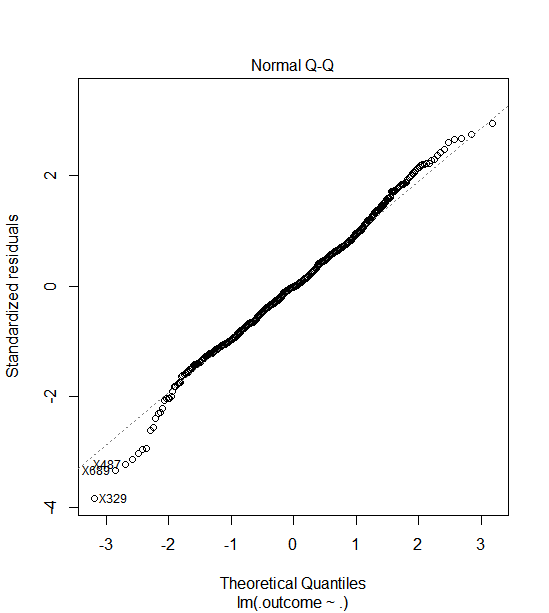 Normal Q-Q
Standardized residuals
2
0
-2
-4
X487
X689
X329
-3
-2
-1
0
1
2
3
Theoretical Quantiles
lm(.outcome ~ .)